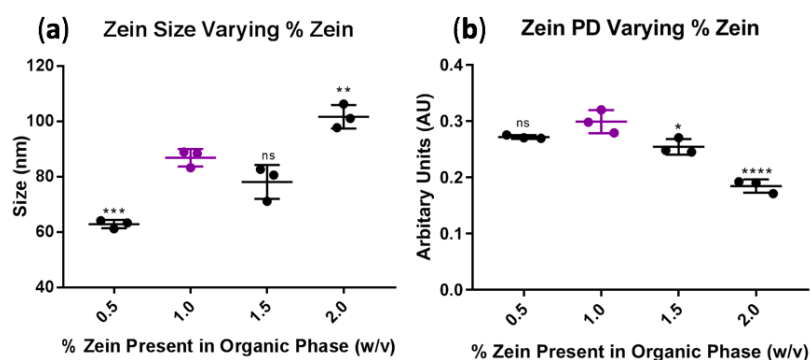 (a)
Zein Size Varying % Zein
Size (nm)
120
100
80
60
40
***
ns
**
0.5
1.0
1.5
2.0
% Zein Present in Organic Phase (w/v)
(b)
Zein PD Varying % Zein
Arbitary Units (AU)
0.4
0.3
0.2
0.1
0.0
ns
*
****
0.5
1.0
1.5
2.0
% Zein Present in Organic Phase (w/v)